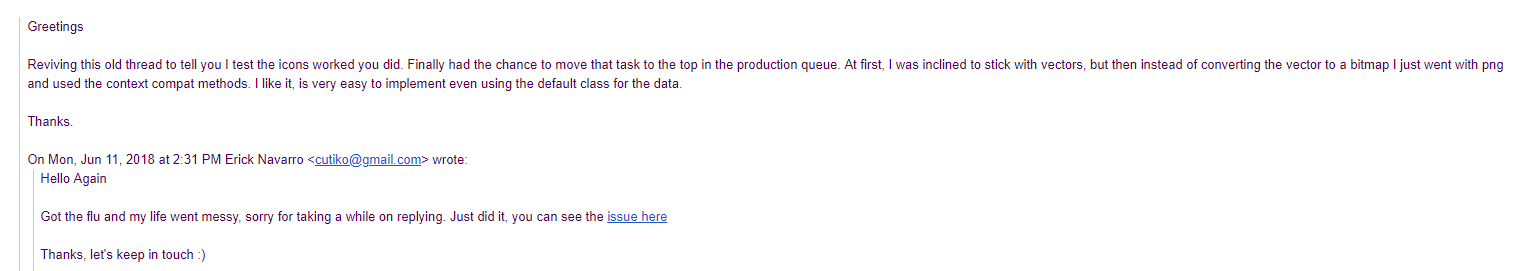 Greetings
Reviving this old thread to tell you I test the icons worked you did. Finally had the chance to move that task to the top in the production queue. At first, I was inclined to stick with vectors, but then instead of converting the vector to a bitmap I just went with png
and used the context compat methods. I like it, is very easy to implement even using the default class for the data.
Thanks.
On Mon, Jun 11, 2018 at 2:31 PM Erick Navarro <cutiko@gmail.com> wrote:
Hello Again
Got the flu and my life went messy, sorry for taking a while on replying. Just did it, you can see the issue here
Thanks, let's keep in touch :)